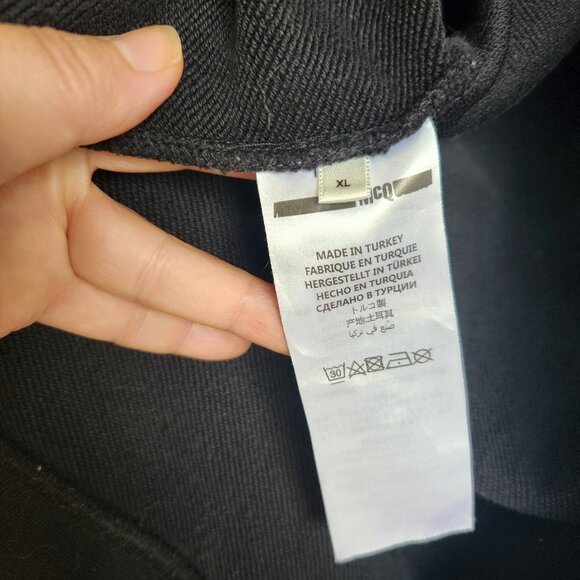 XL
MCQ
MADE IN TURKEY
FABRIQUE EN TURQUIE
HERGESTELLT IN TÜRKEI
HECHO EN TURQUIA
СДЕЛАНО В ТУРЦИИ
トルコ製
产地:土耳其
صنع في تركيا
30